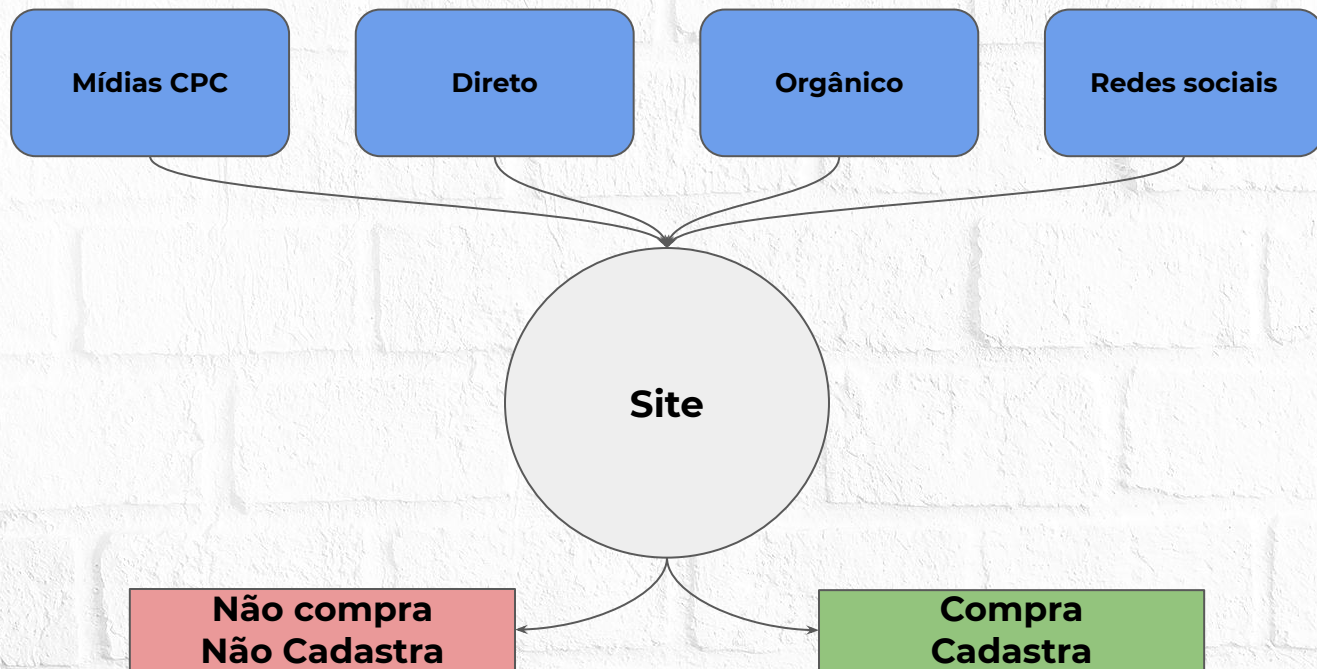 Mídias CPC
Direto
Orgânico
Redes sociais
Site
Não compra
Não Cadastra
Compra
Cadastra